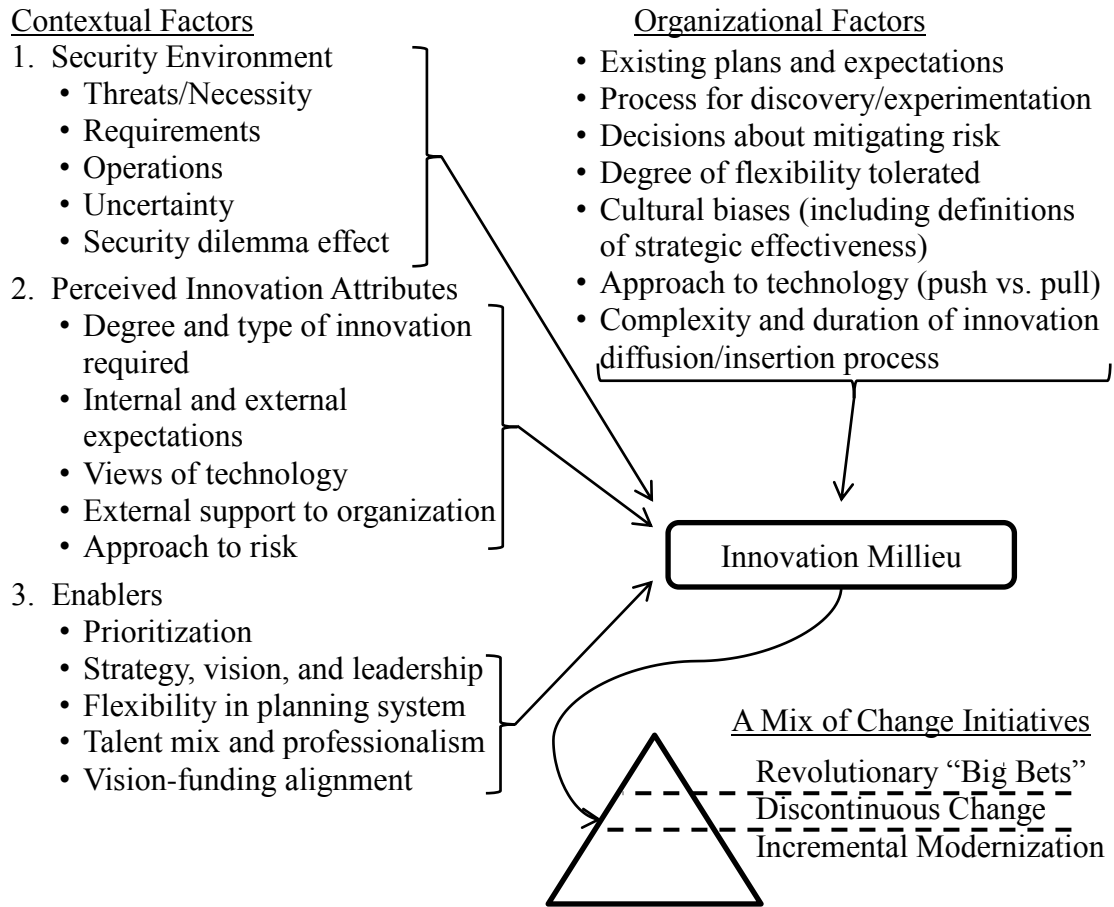 Contextual Factors
1. Security Environment
• Threats/Necessity
• Requirements
• Operations
• Uncertainty
• Security dilemma effect
2. Perceived Innovation Attributes
• Degree and type of innovation
required
• Internal and external
expectations
• Views of technology
• External support to organization
• Approach to risk
3. Enablers
• Prioritization
• Strategy, vision, and leadership
• Flexibility in planning system
• Talent mix and professionalism
• Vision-funding alignment
Organizational Factors
• Existing plans and expectations
• Process for discovery/experimentation
• Decisions about mitigating risk
• Degree of flexibility tolerated
• Cultural biases (including definitions
of strategic effectiveness)
• Approach to technology (push vs. pull)
• Complexity and duration of innovation
diffusion/insertion process
Innovation Millieu
A Mix of Change Initiatives
Revolutionary “Big Bets”
Discontinuous Change
Incremental Modernization